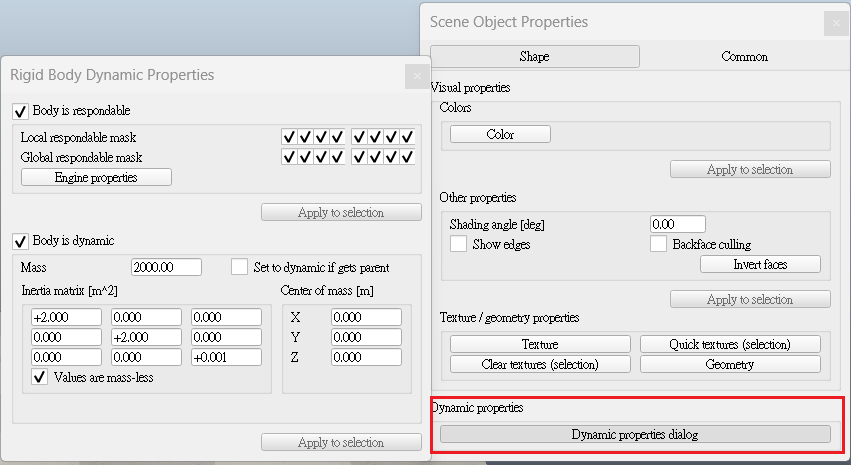 Scene Object Properties
Shape Common
Visual properties
Colors
Color
Apply to selection
Other properties
Shading angle [deg] 0.00
Show edges Backface culling
Invert faces
Apply to selection
Texture / geometry properties
Texture Quick textures (selection)
Clear textures (selection) Geometry
Dynamic properties
Dynamic properties dialog
Rigid Body Dynamic Properties
Body is respondable
Local respondable mask
Global respondable mask
Engine properties
Apply to selection
Body is dynamic
Mass 2000.00 Set to dynamic if gets parent
Inertia matrix [m^2] Center of mass [m]
+2.000 0.000 0.000 X 0.000
0.000 +2.000 0.000 Y 0.000
0.000 0.000 +0.001 Z 0.000
Values are mass-less
Apply to selection